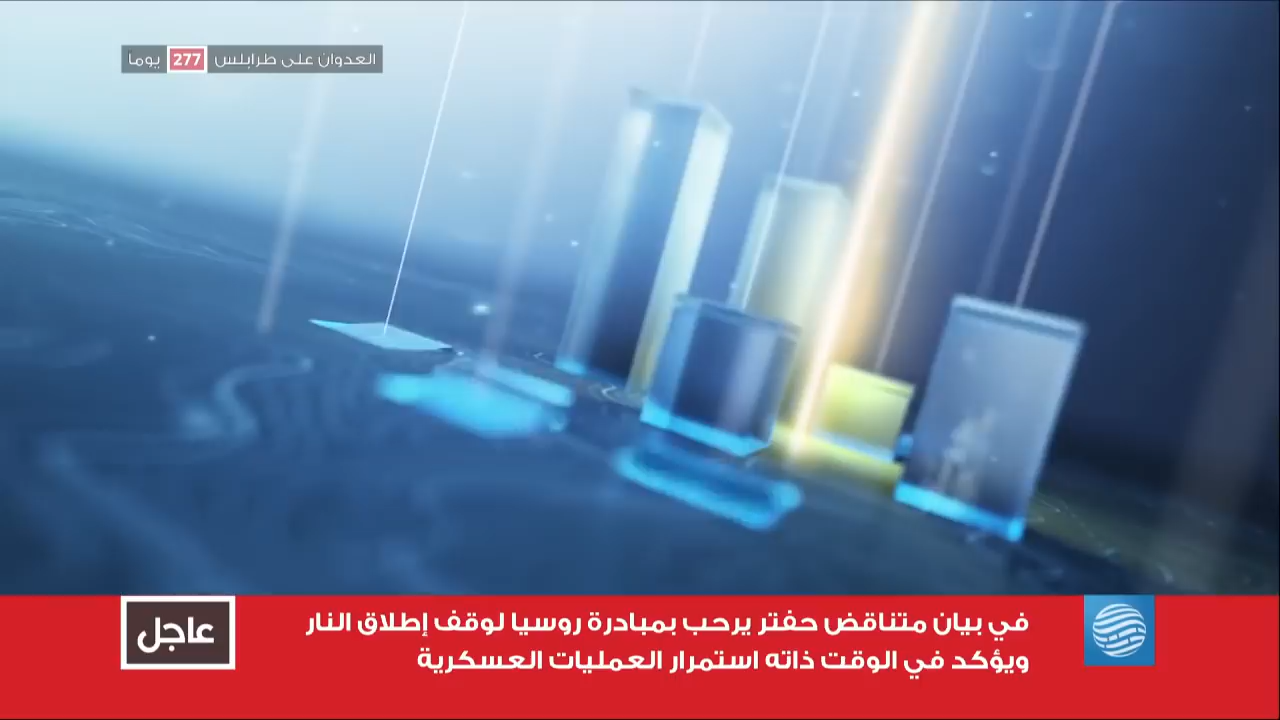 العدوان على طرابلس 277 يوماً
في بيان متناقض حفتر يرحب بمبادرة روسيا لوقف إطلاق النار
ويؤكد في الوقت ذاته استمرار العمليات العسكرية
عاجل